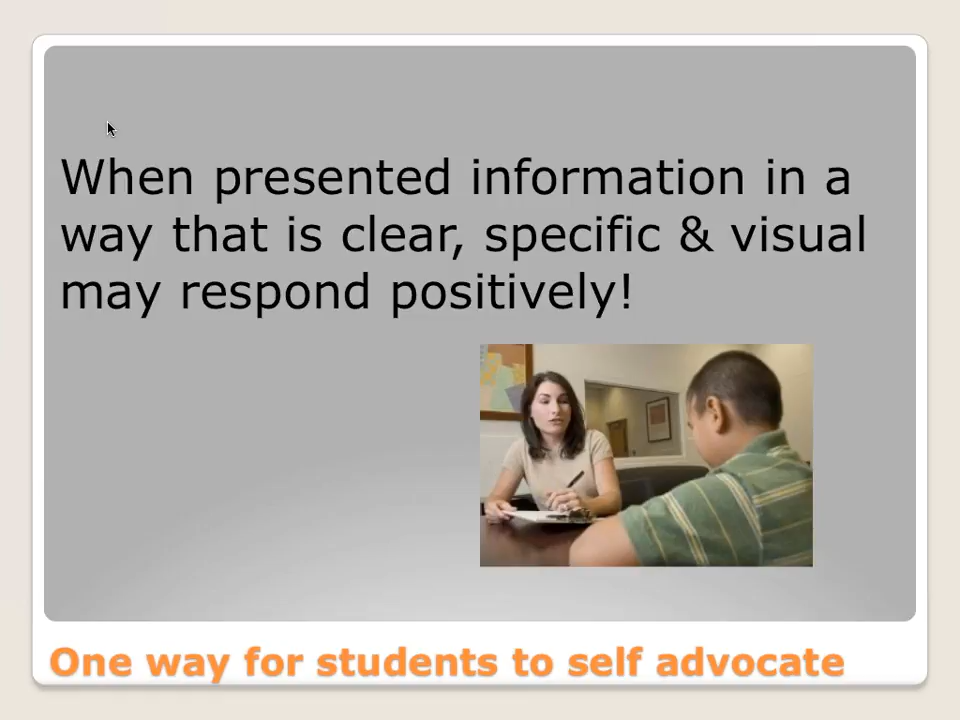 When presented information in a
way that is clear, specific & visual
may respond positively!
One way for students to self advocate